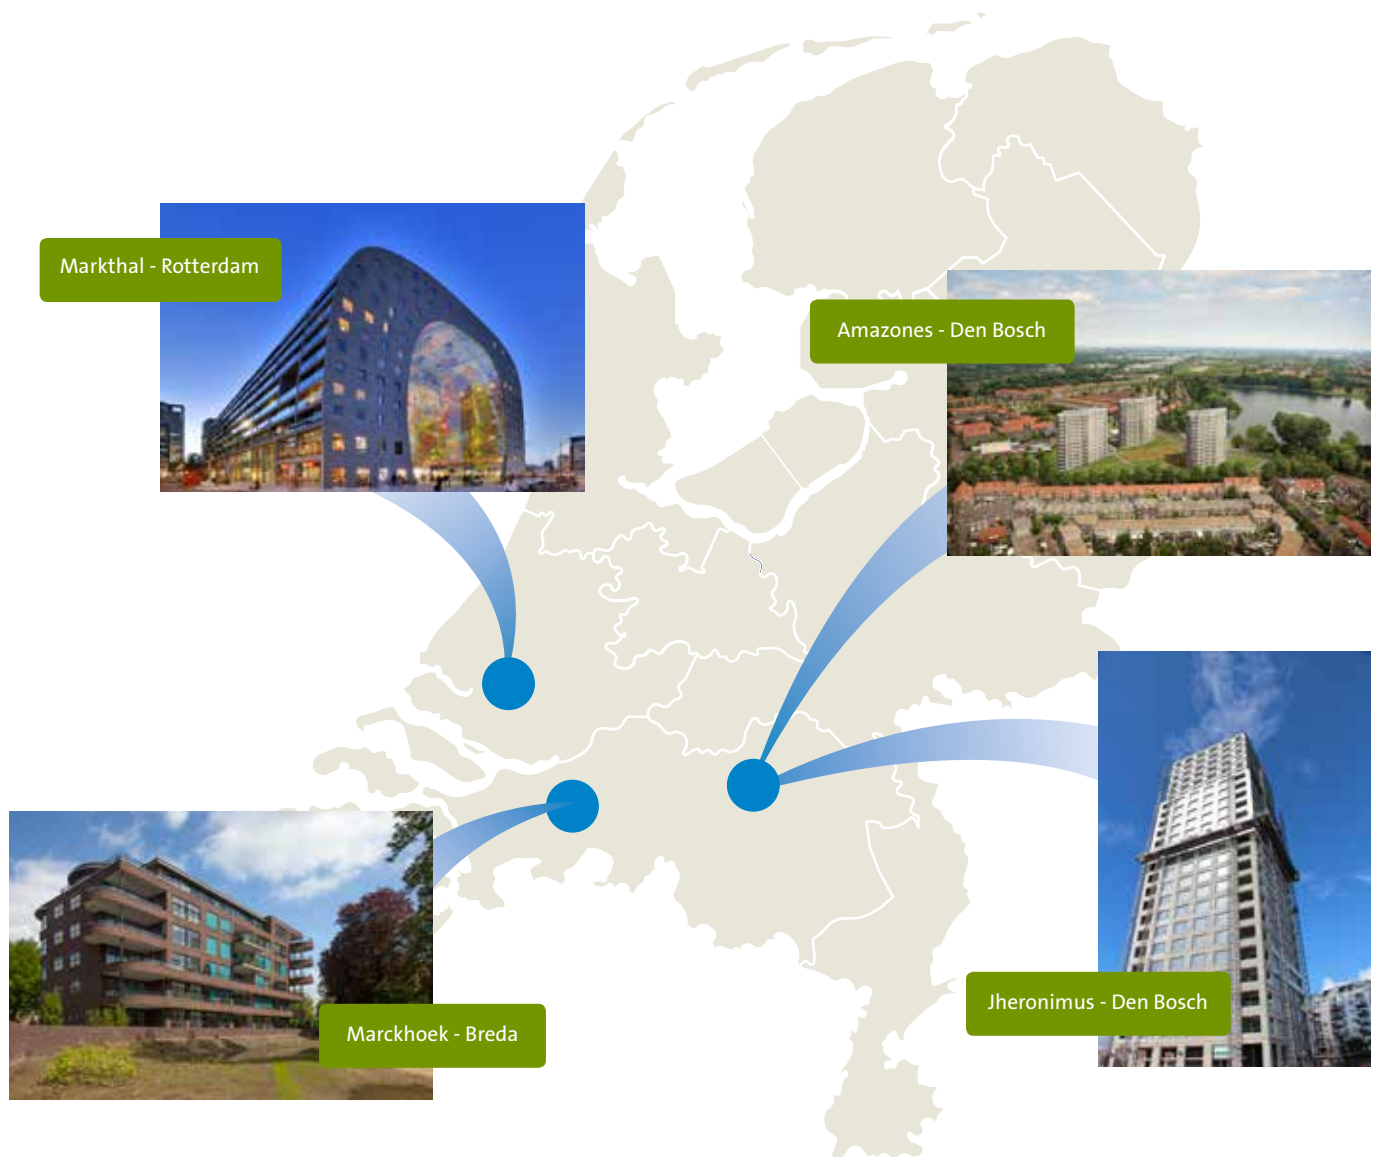 Markthal - Rotterdam
Amazones - Den Bosch
Jheronimus - Den Bosch
Marckhoek - Breda